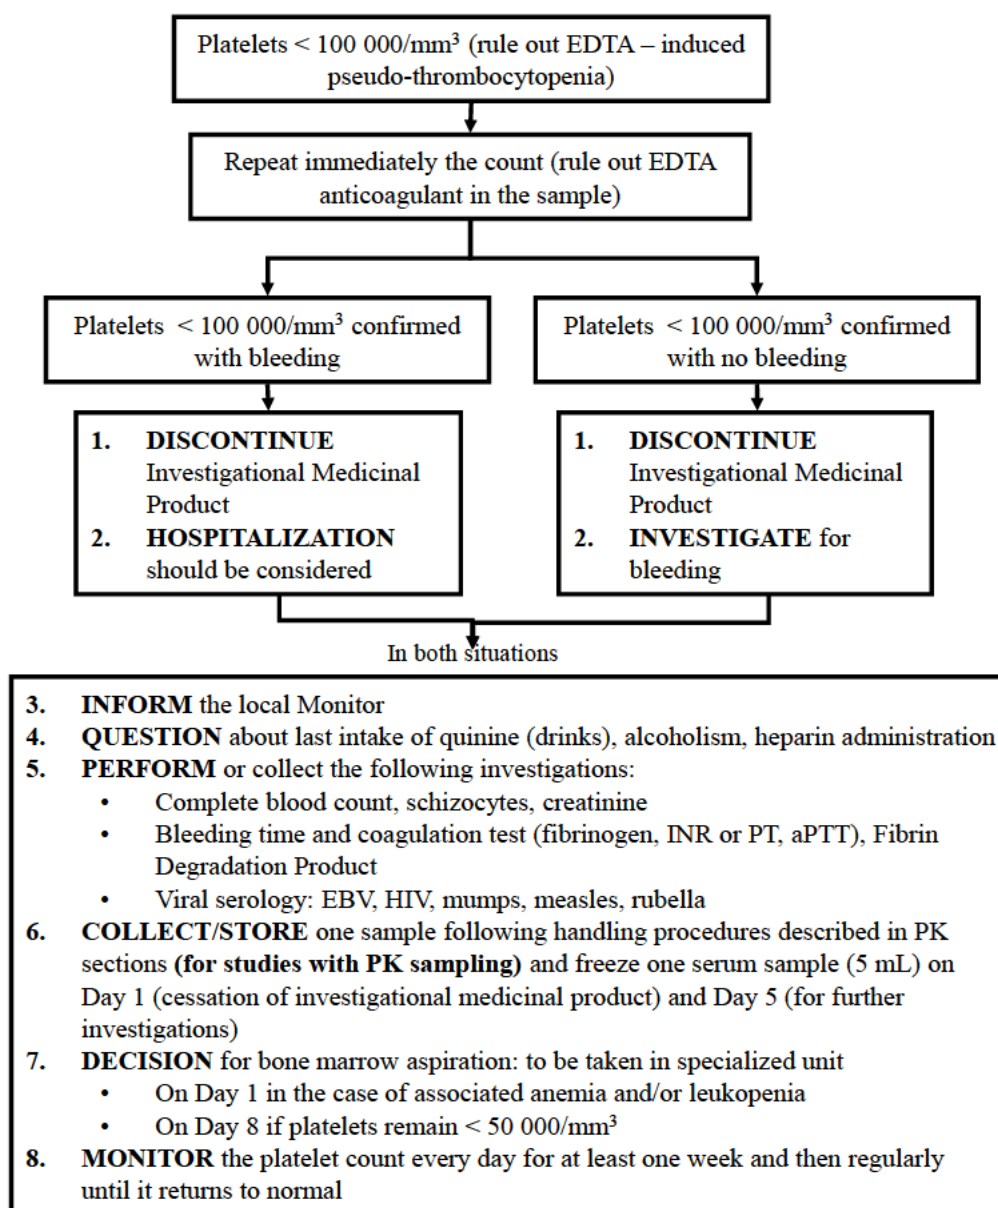 Platelets < 100 000/mm³ (rule out EDTA – induced
pseudo-thrombocytopenia)
Repeat immediately the count (rule out EDTA
anticoagulant in the sample)
Platelets < 100 000/mm³ confirmed
with bleeding
Platelets < 100 000/mm³ confirmed
with no bleeding
1. DISCONTINUE
Investigational Medicinal
Product
2. HOSPITALIZATION
should be considered
1. DISCONTINUE
Investigational Medicinal
Product
2. INVESTIGATE for
bleeding
In both situations
3. INFORM the local Monitor
4. QUESTION about last intake of quinine (drinks), alcoholism, heparin administration
5. PERFORM or collect the following investigations:
• Complete blood count, schizocytes, creatinine
• Bleeding time and coagulation test (fibrinogen, INR or PT, aPTT), Fibrin
Degradation Product
• Viral serology: EBV, HIV, mumps, measles, rubella
6. COLLECT/STORE one sample following handling procedures described in PK
sections (for studies with PK sampling) and freeze one serum sample (5 mL) on
Day 1 (cessation of investigational medicinal product) and Day 5 (for further
investigations)
7. DECISION for bone marrow aspiration: to be taken in specialized unit
• On Day 1 in the case of associated anemia and/or leukopenia
• On Day 8 if platelets remain < 50 000/mm³
8. MONITOR the platelet count every day for at least one week and then regularly
until it returns to normal